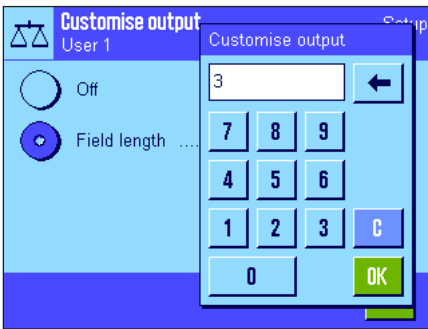 Customise output
User 1
Off
Field length ....
Customise output
3
7 8 9
4 5 6
1 2 3 C
0 OK